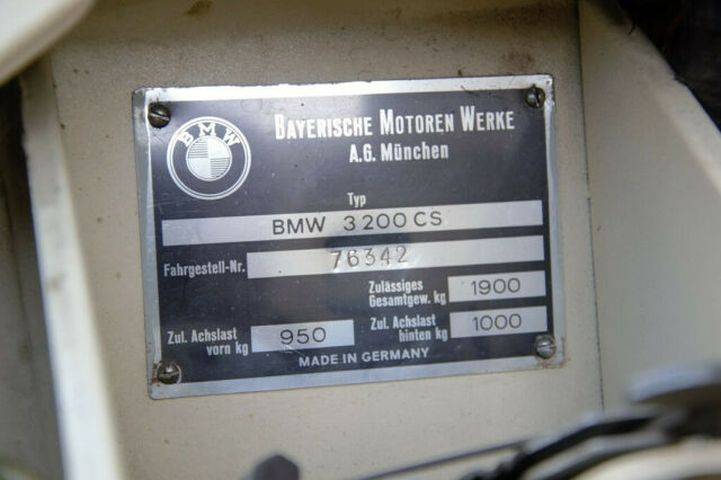 BMW
BAYERISCHE MOTOREN WERKE
A.G. München
Typ
BMW 3200 CS
Fahrgestell-Nr. 76342
Zulässiges
Gesamtgew. kg 1900
Zul. Achslast
vorn kg 950
Zul. Achslast
hinten kg 1000
MADE IN GERMANY